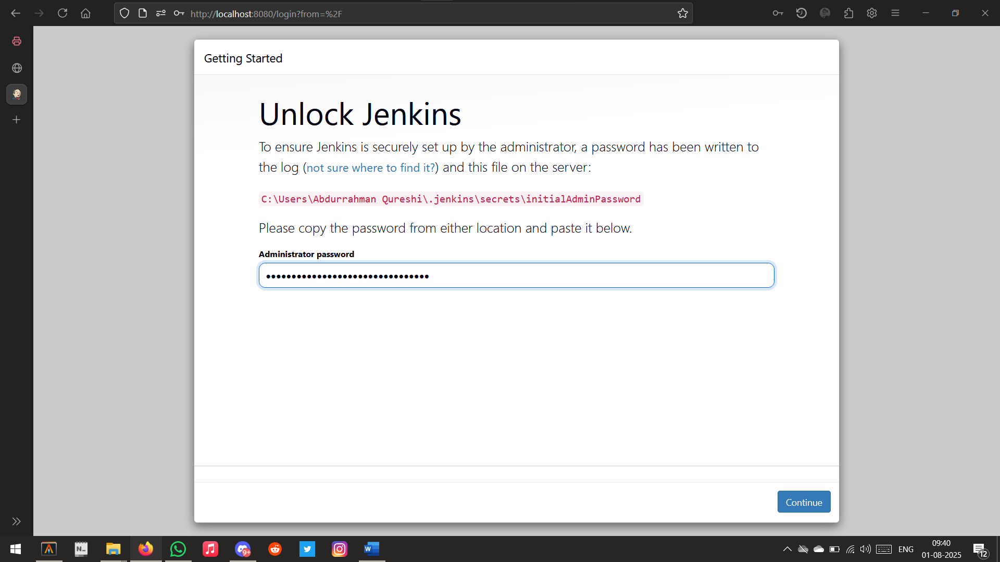 http://localhost:8080/login?from=%2F
Getting Started
Unlock Jenkins
To ensure Jenkins is securely set up by the administrator, a password has been written to
the log (not sure where to find it?) and this file on the server:
C:\Users\Abdurrahman Qureshi\.jenkins\secrets\initialAdminPassword
Please copy the password from either location and paste it below.
Administrator password
••••••••••••••••••••••••••••••••
Continue
N_
9+
W
ENG
09:40
01-08-2025
12